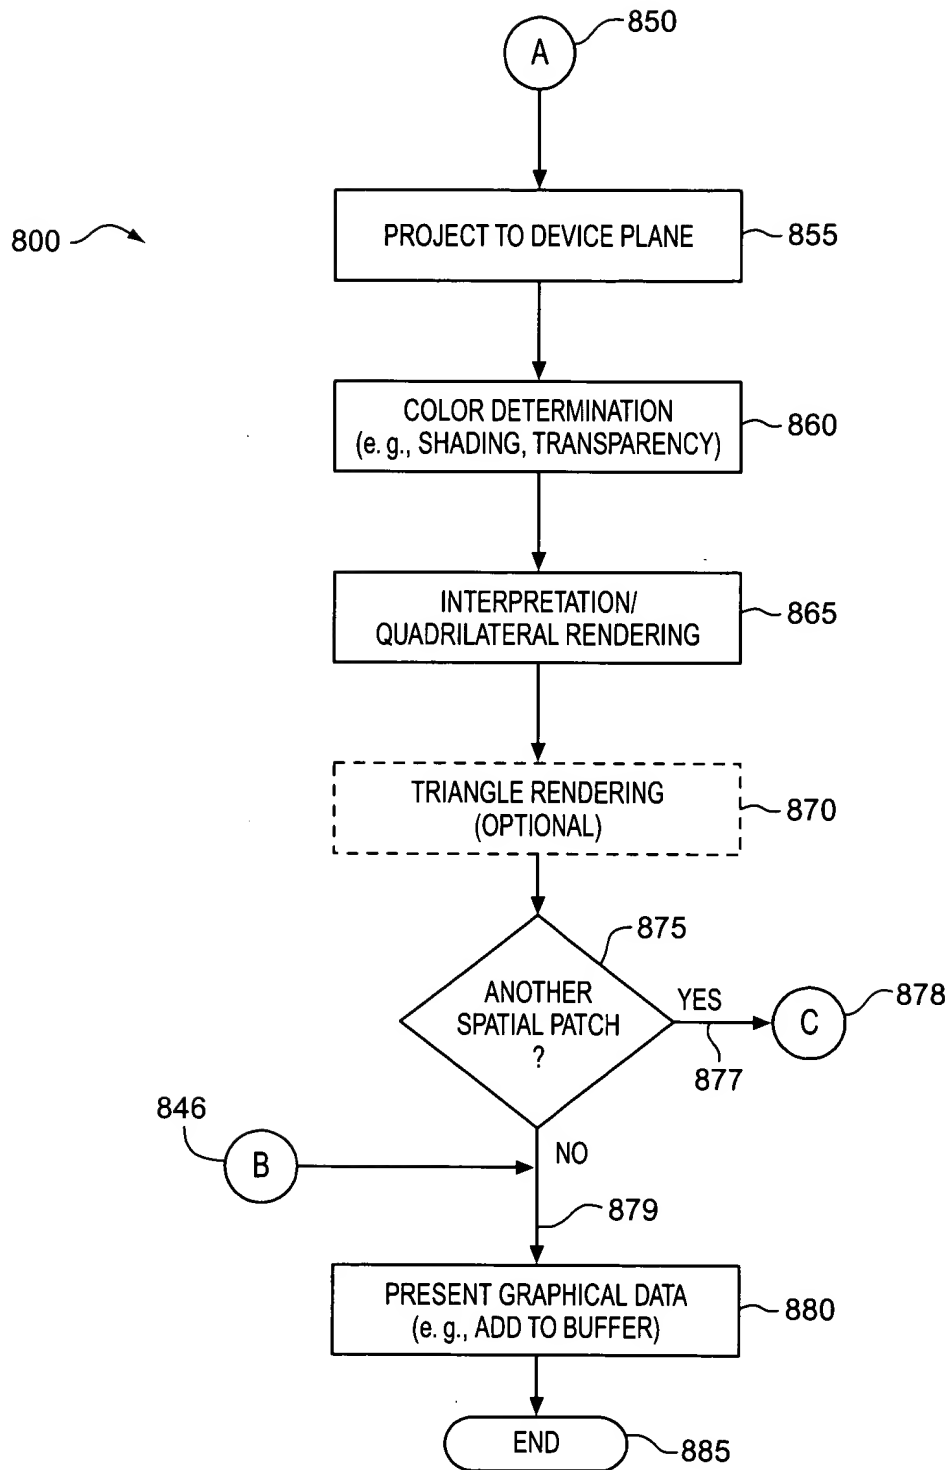 850
A
800
PROJECT TO DEVICE PLANE
855
COLOR DETERMINATION
(e. g., SHADING, TRANSPARENCY)
860
INTERPRETATION/
QUADRILATERAL RENDERING
865
TRIANGLE RENDERING
(OPTIONAL)
870
875
ANOTHER
SPATIAL PATCH
?
YES
877
C
878
846
B
NO
879
PRESENT GRAPHICAL DATA
(e. g., ADD TO BUFFER)
880
END
885